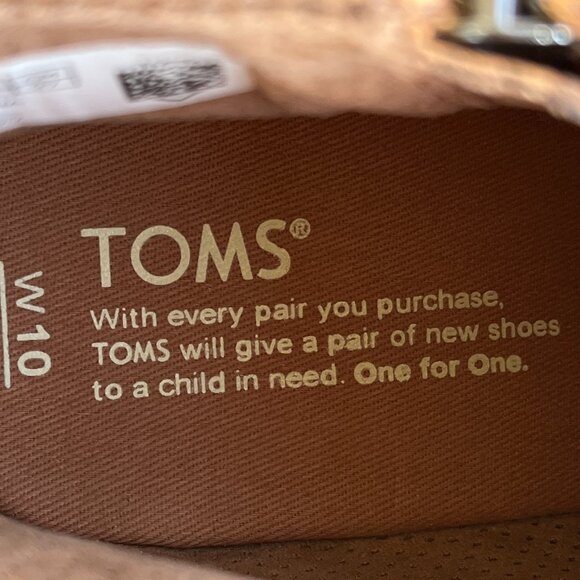 TOMS®
With every pair you purchase,
TOMS will give a pair of new shoes
to a child in need. One for One.
W 10